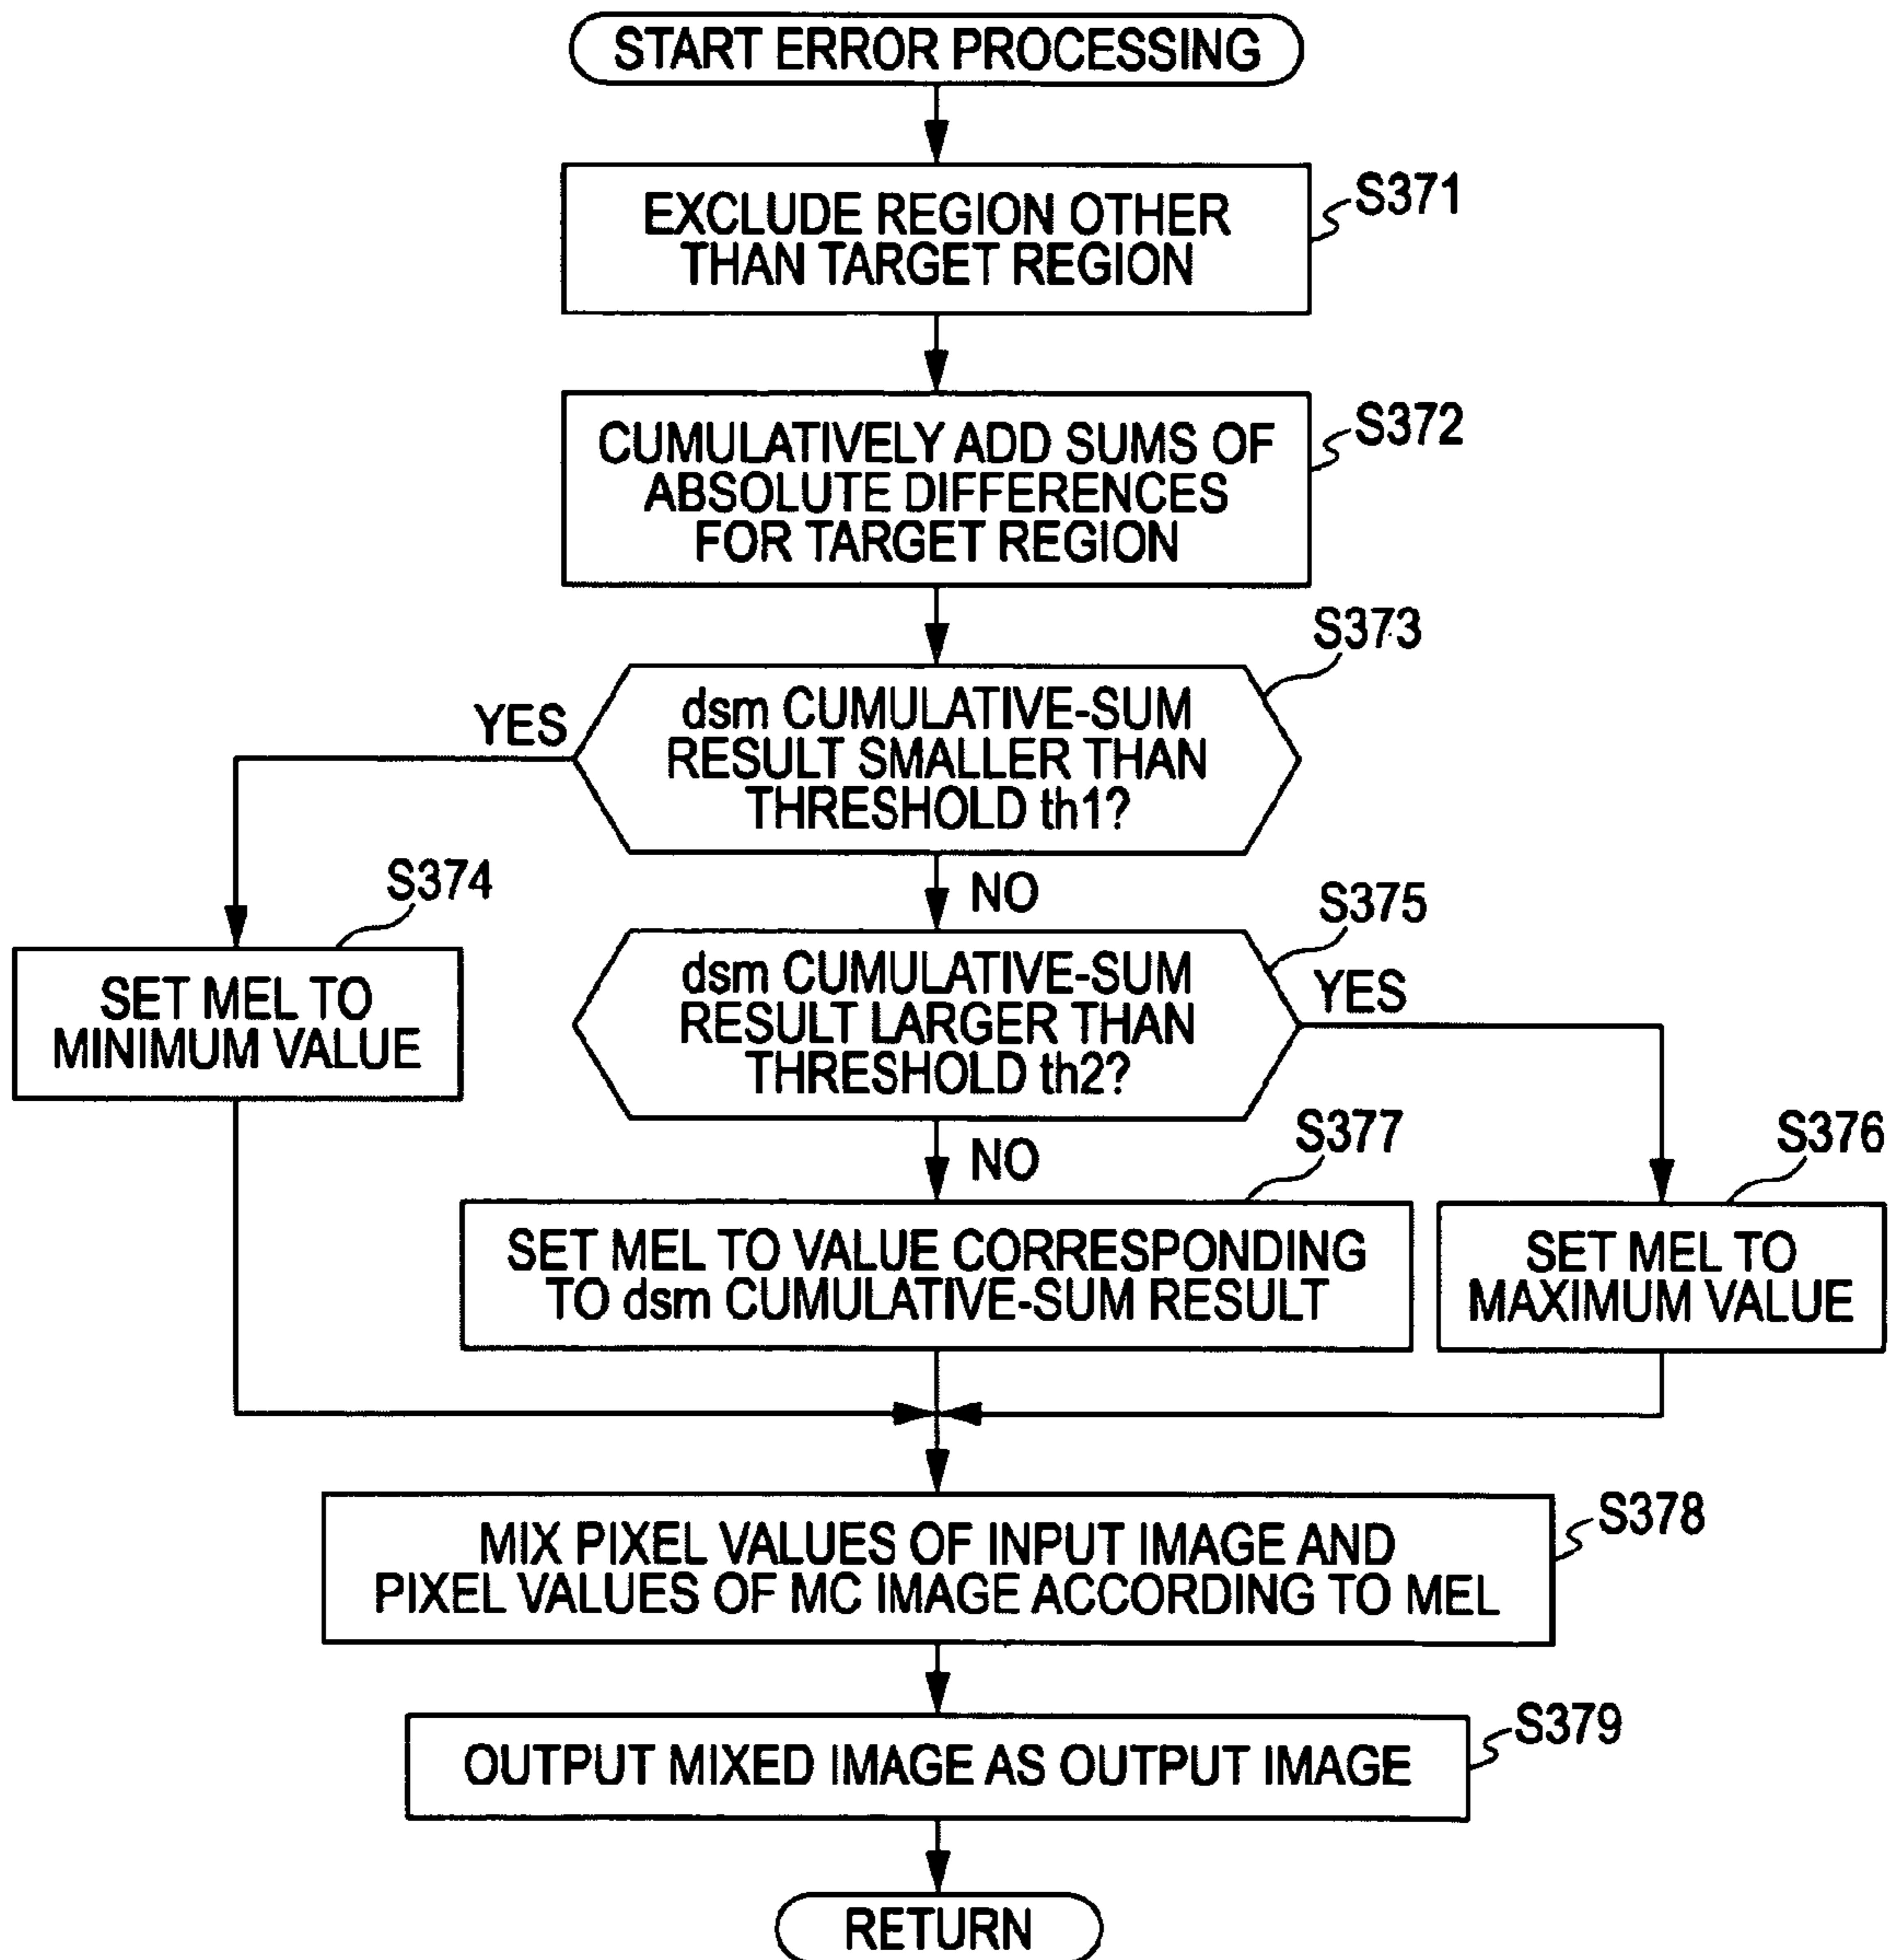 START ERROR PROCESSING
EXCLUDE REGION OTHER
THAN TARGET REGION
S371
CUMULATIVELY ADD SUMS OF
ABSOLUTE DIFFERENCES
FOR TARGET REGION
S372
S373
dsm CUMULATIVE-SUM
RESULT SMALLER THAN
THRESHOLD th1?
YES
NO
S374
SET MEL TO
MINIMUM VALUE
S375
dsm CUMULATIVE-SUM
RESULT LARGER THAN
THRESHOLD th2?
YES
NO
S377
SET MEL TO VALUE CORRESPONDING
TO dsm CUMULATIVE-SUM RESULT
S376
SET MEL TO
MAXIMUM VALUE
S378
MIX PIXEL VALUES OF INPUT IMAGE AND
PIXEL VALUES OF MC IMAGE ACCORDING TO MEL
S379
OUTPUT MIXED IMAGE AS OUTPUT IMAGE
RETURN